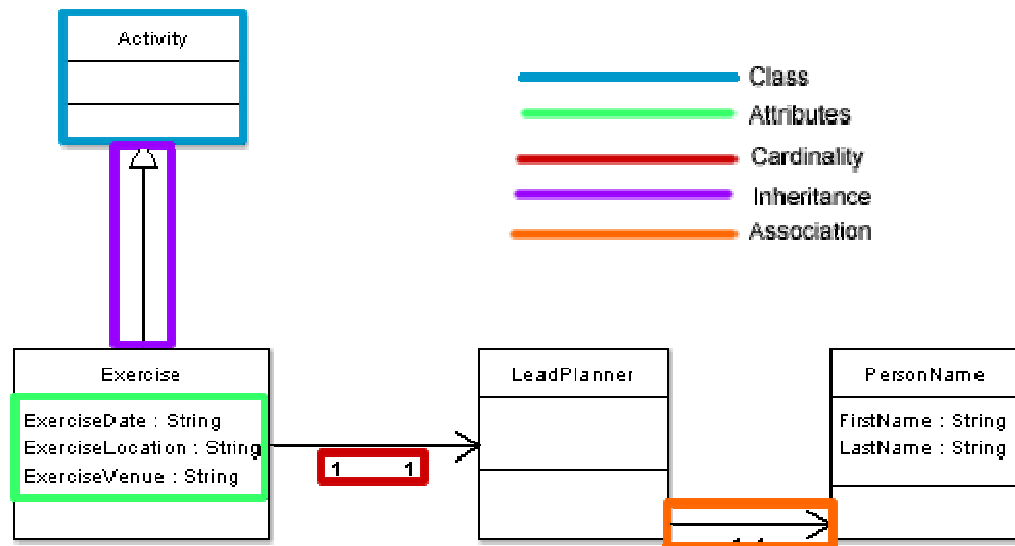 Activity
Class
Attributes
Cardinality
Inheritance
Association
Exercise
ExerciseDate : String
ExerciseLocation : String
ExerciseVenue : String
1 1
LeadPlanner
PersonName
FirstName : String
LastName : String